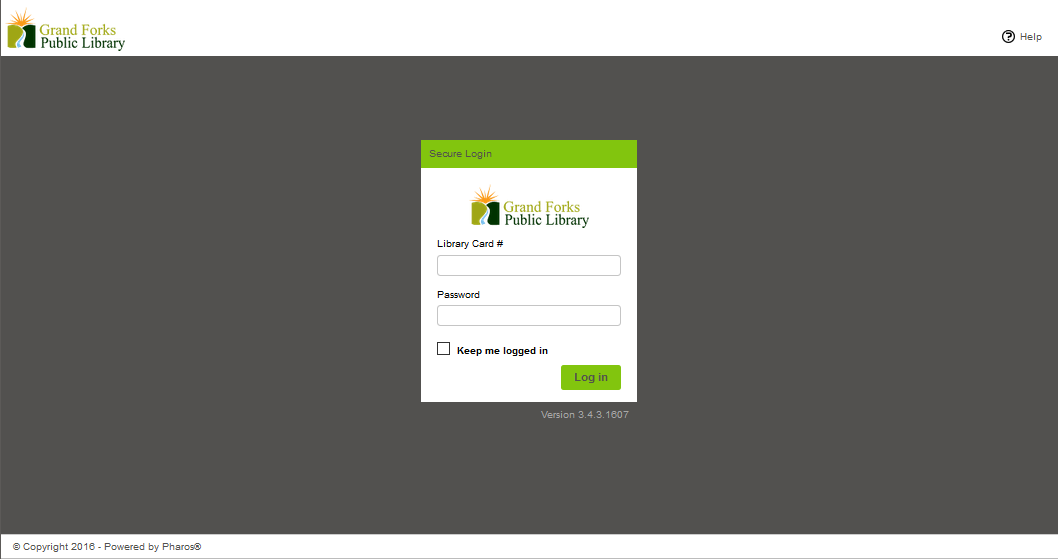 Grand Forks
Public Library
Help
Secure Login
Grand Forks
Public Library
Library Card #
Password
Keep me logged in
Log in
Version 3.4.3.1607
© Copyright 2016 - Powered by Pharos®